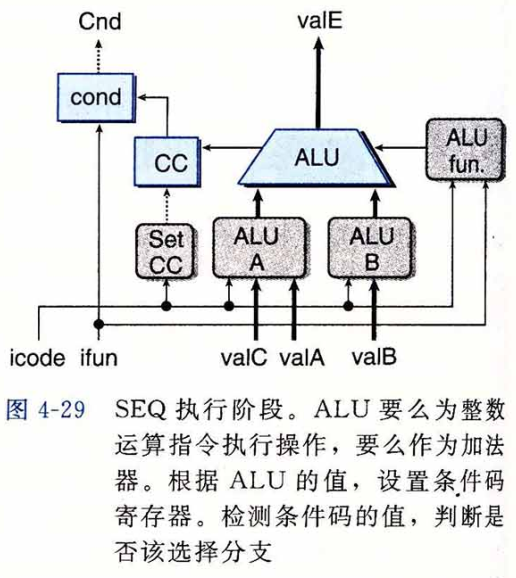 Cnd
valE
cond
CC
ALU
ALU
fun.
Set
CC
ALU
A
ALU
B
icode
ifun
valC
valA
valB
图 4-29 SEQ 执行阶段。ALU 要么为整数
运算指令执行操作，要么作为加法
器。根据 ALU 的值，设置条件码
寄存器。检测条件码的值，判断是
否该选择分支